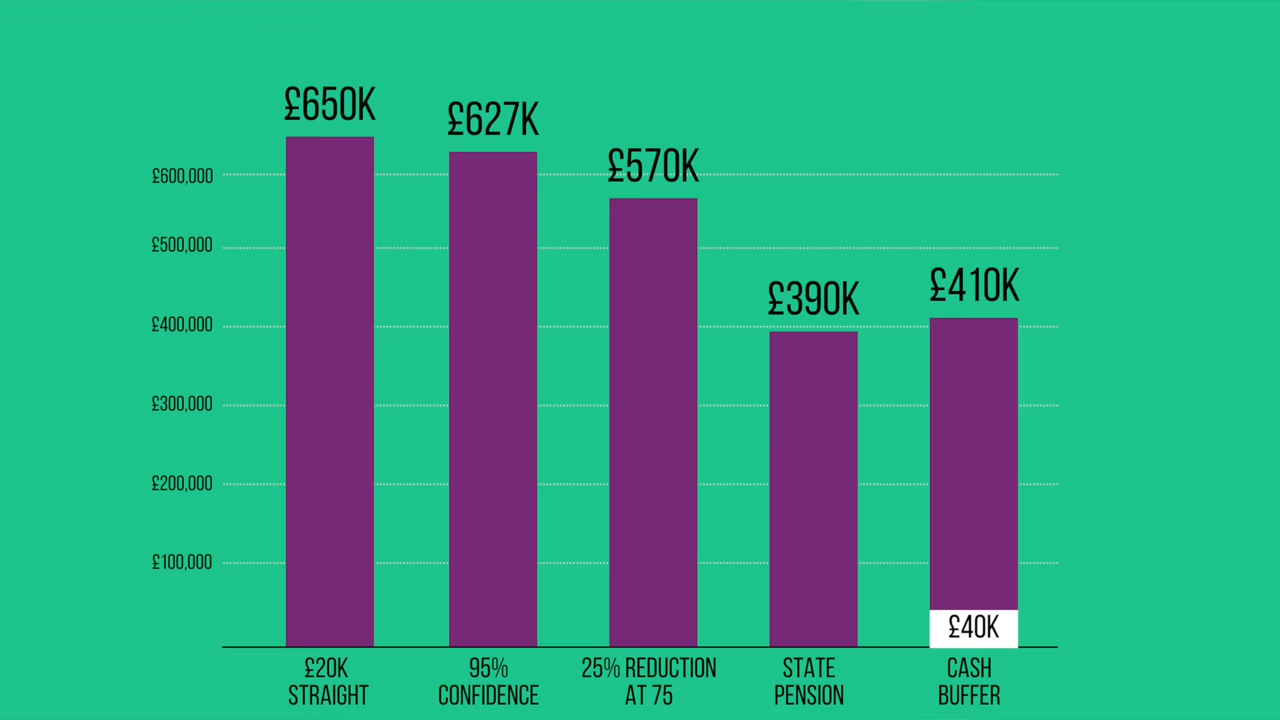 £650K
£627K
£570K
£390K
£410K
£600,000
£500,000
£400,000
£300,000
£200,000
£100,000
£40K
£20K
STRAIGHT
95%
CONFIDENCE
25% REDUCTION
AT 75
STATE
PENSION
CASH
BUFFER